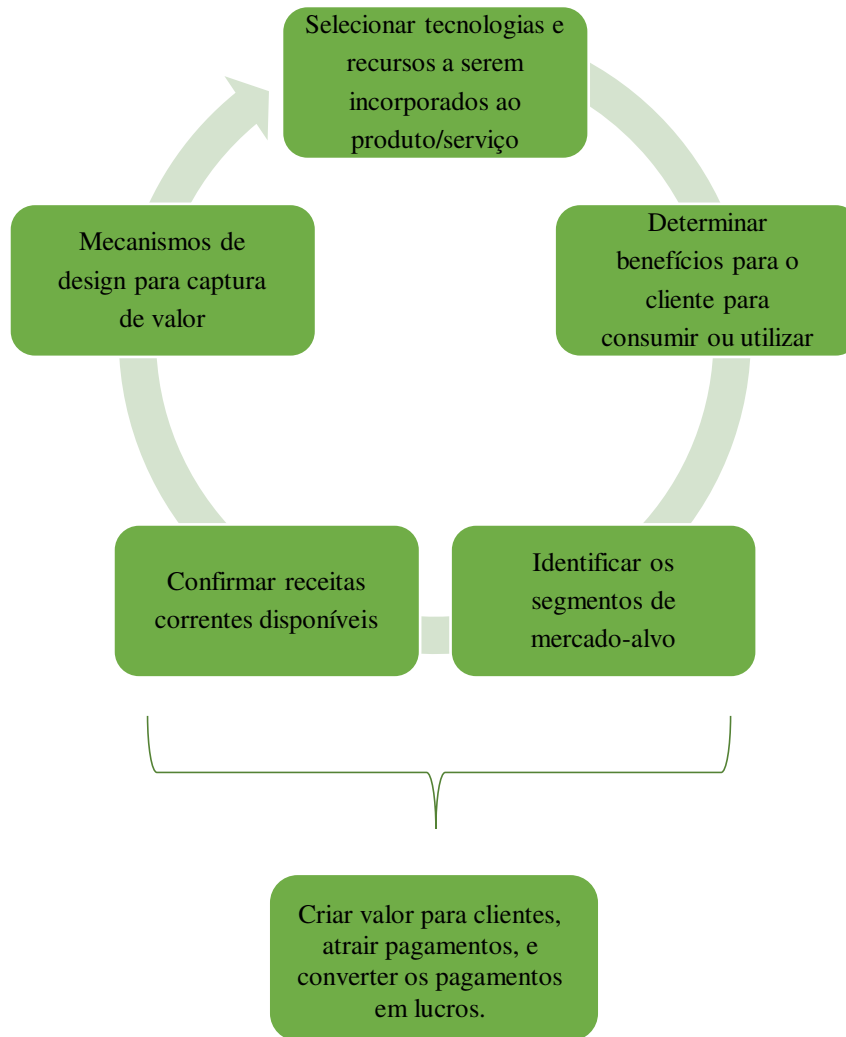 Selecionar tecnologias e
recursos a serem
incorporados ao
produto/serviço
Determinar
benefícios para o
cliente para
consumir ou utilizar
Identificar os
segmentos de
mercado-alvo
Confirmar receitas
correntes disponíveis
Mecanismos de
design para captura
de valor
Criar valor para clientes,
atrair pagamentos, e
converter os pagamentos
em lucros.